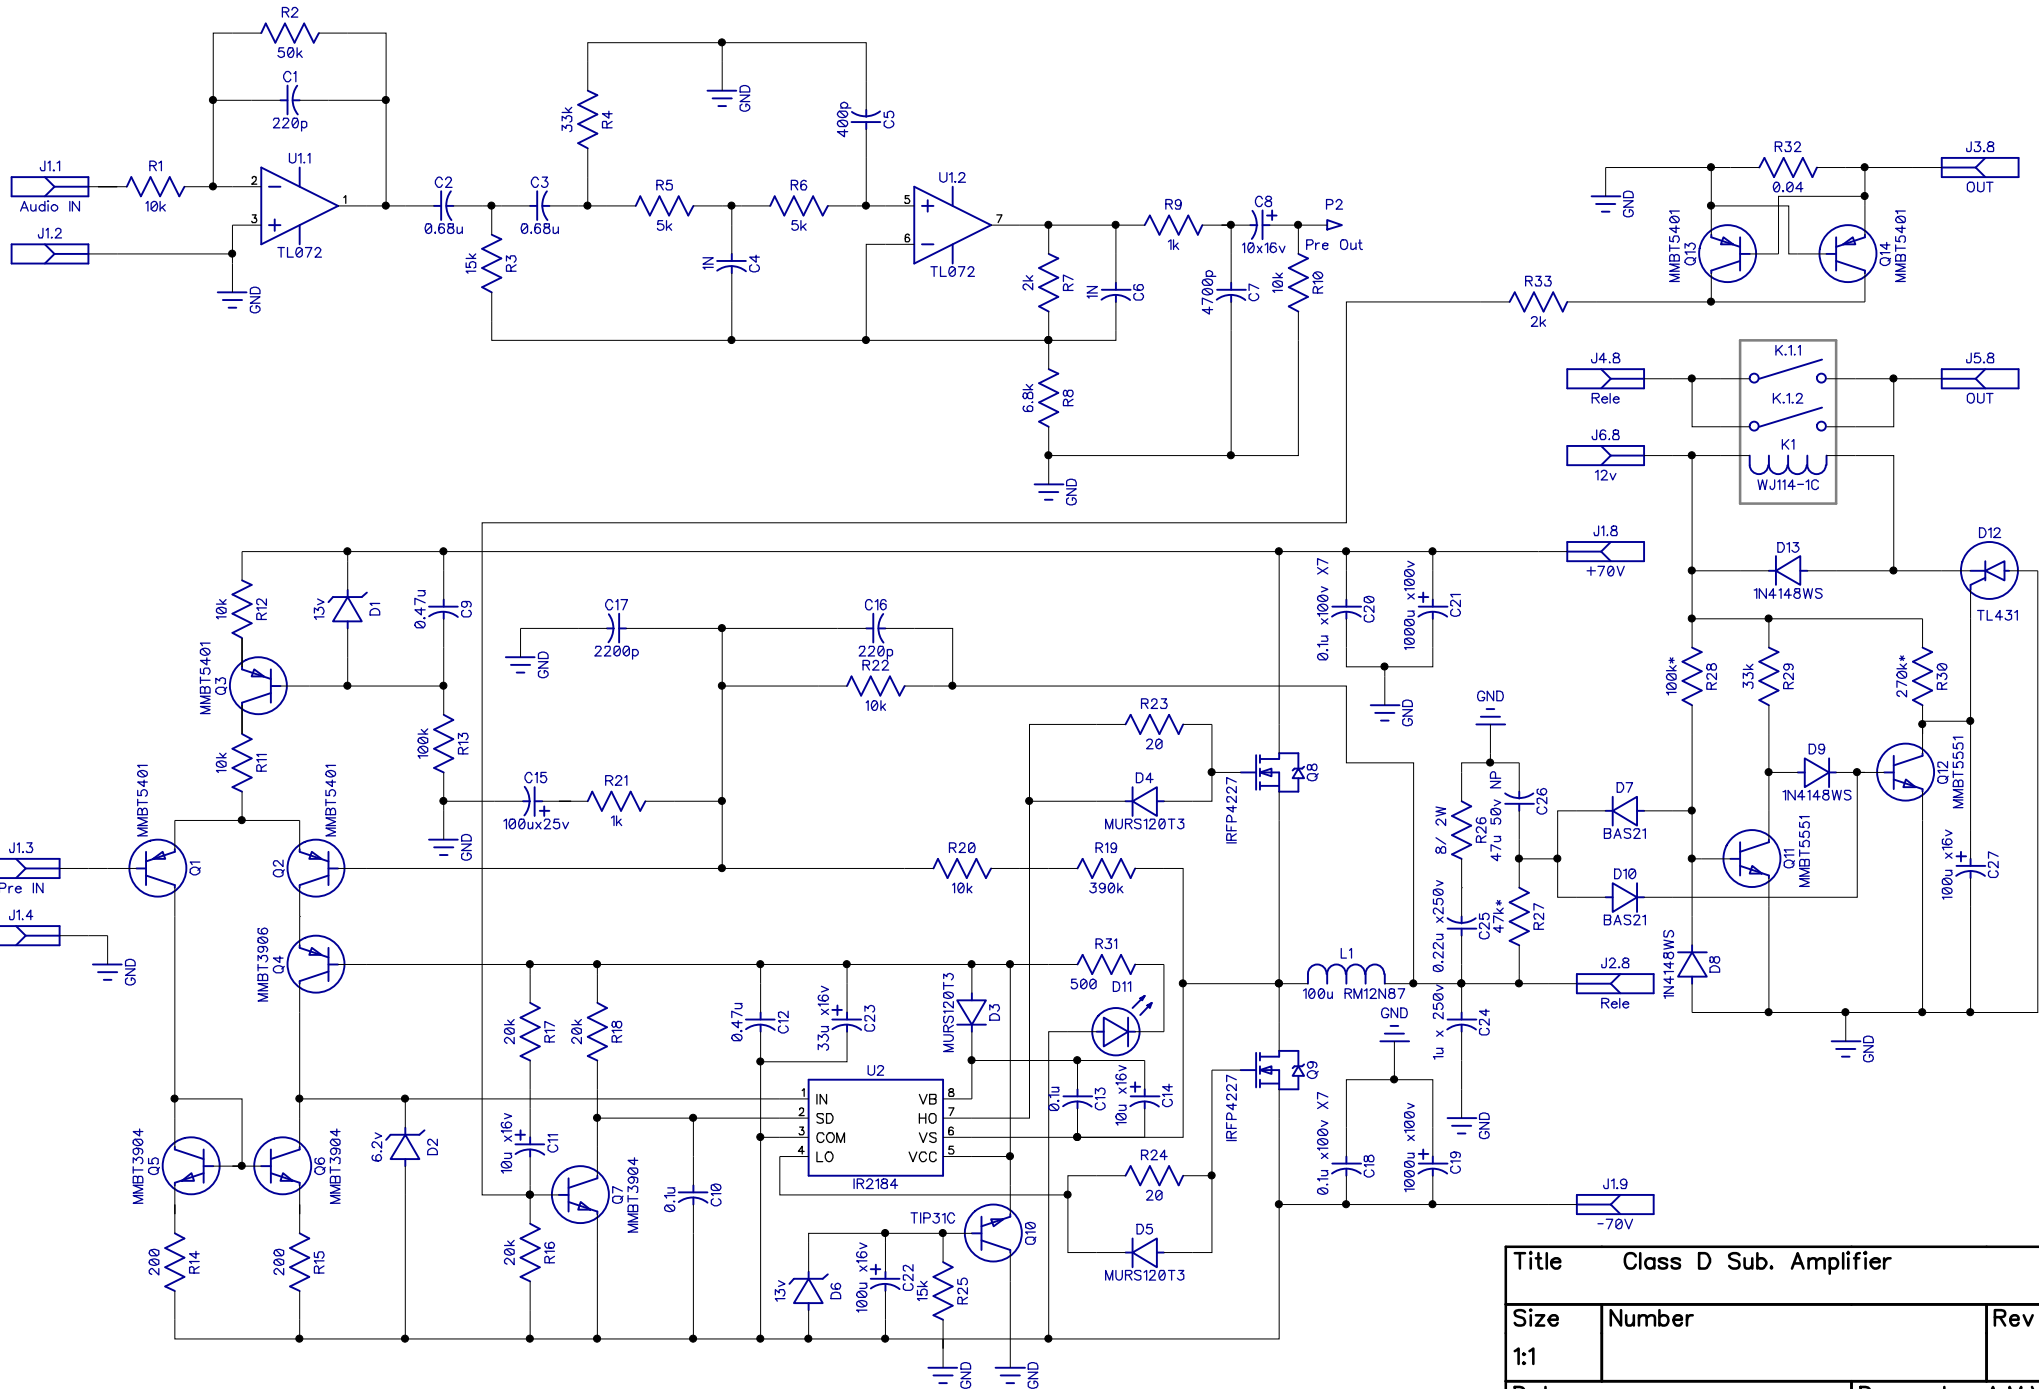 R2
50k
C1
220p
J1.1
Audio IN
R1
10k
J1.2
U1.1
2
3
1
TL072
GND
C2
0.68u
C3
0.68u
15k
R3
33k
R4
GND
400p
C5
R5
5k
R6
5k
1N
C4
U1.2
5
6
7
TL072
2k
R7
1N
C6
R9
1k
C8
10x16v
P2
Pre Out
4700p
C7
10k
R10
6.8k
R8
GND
R32
0.04
J3.8
OUT
GND
MMBT5401
Q13
Q14
MMBT5401
R33
2k
J4.8
Rele
K.1.1
K.1.2
J5.8
OUT
J6.8
12v
K1
WJ114-1C
J1.8
+70V
D13
1N4148WS
D12
TL431
10k
R12
13v
D1
0.47u
C9
MMBT5401
Q3
10k
R11
100k
R13
GND
C17
2200p
GND
C16
220p
R22
10k
C15
100ux25v
R21
1k
0.1u x100v X7
C20
1000u x100v
C21
GND
R23
20
D4
MURS120T3
IRFP4227
Q8
GND
8/ 2W
R26
47u 50v NP
C26
100k*
R28
33k
R29
270k*
R30
D9
1N4148WS
Q12
MMBT5551
D7
BAS21
D10
BAS21
Q11
MMBT5551
100u x16v
C27
MMBT5401
Q1
MMBT5401
Q2
J1.3
Pre IN
J1.4
GND
R20
10k
R19
390k
0.22u x250v
C25
47k*
R27
1N4148WS
D8
GND
MMBT3906
Q4
R31
500
D11
L1
100u RM12N87
J2.8
Rele
20k
R17
20k
R18
0.47u
C12
33u x16v
C23
MURS120T3
D3
GND
1u x 250v
C24
GND
U2
1 IN
2 SD
3 COM
4 LO
VB 8
HO 7
VS 6
VCC 5
IR2184
0.1u
C13
10u x16v
C14
IRFP4227
Q9
0.1u x100v X7
C18
1000u x100v
C19
MMBT3904
Q5
Q6
MMBT3904
6.2v
D2
10u x16v
C11
Q7
MMBT3904
0.1u
C10
R24
20
D5
MURS120T3
J1.9
-70V
TIP31C
Q10
200
R14
200
R15
20k
R16
13v
D6
100u x16v
C22
15k
R25
GND
GND
Title Class D Sub. Amplifier
Size Number Rev
1:1